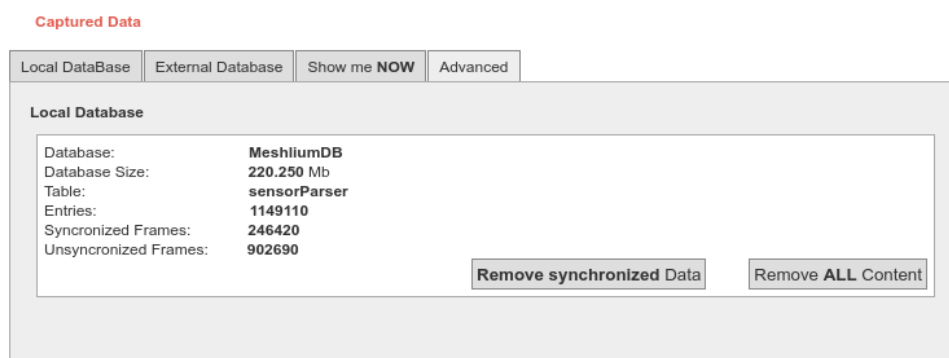 Captured Data
Local DataBase External Database Show me NOW Advanced
Local Database
Database: MeshliumDB
Database Size: 220.250 Mb
Table: sensorParser
Entries: 1149110
Syncronized Frames: 246420
Unsyncronized Frames: 902690
Remove synchronized Data Remove ALL Content